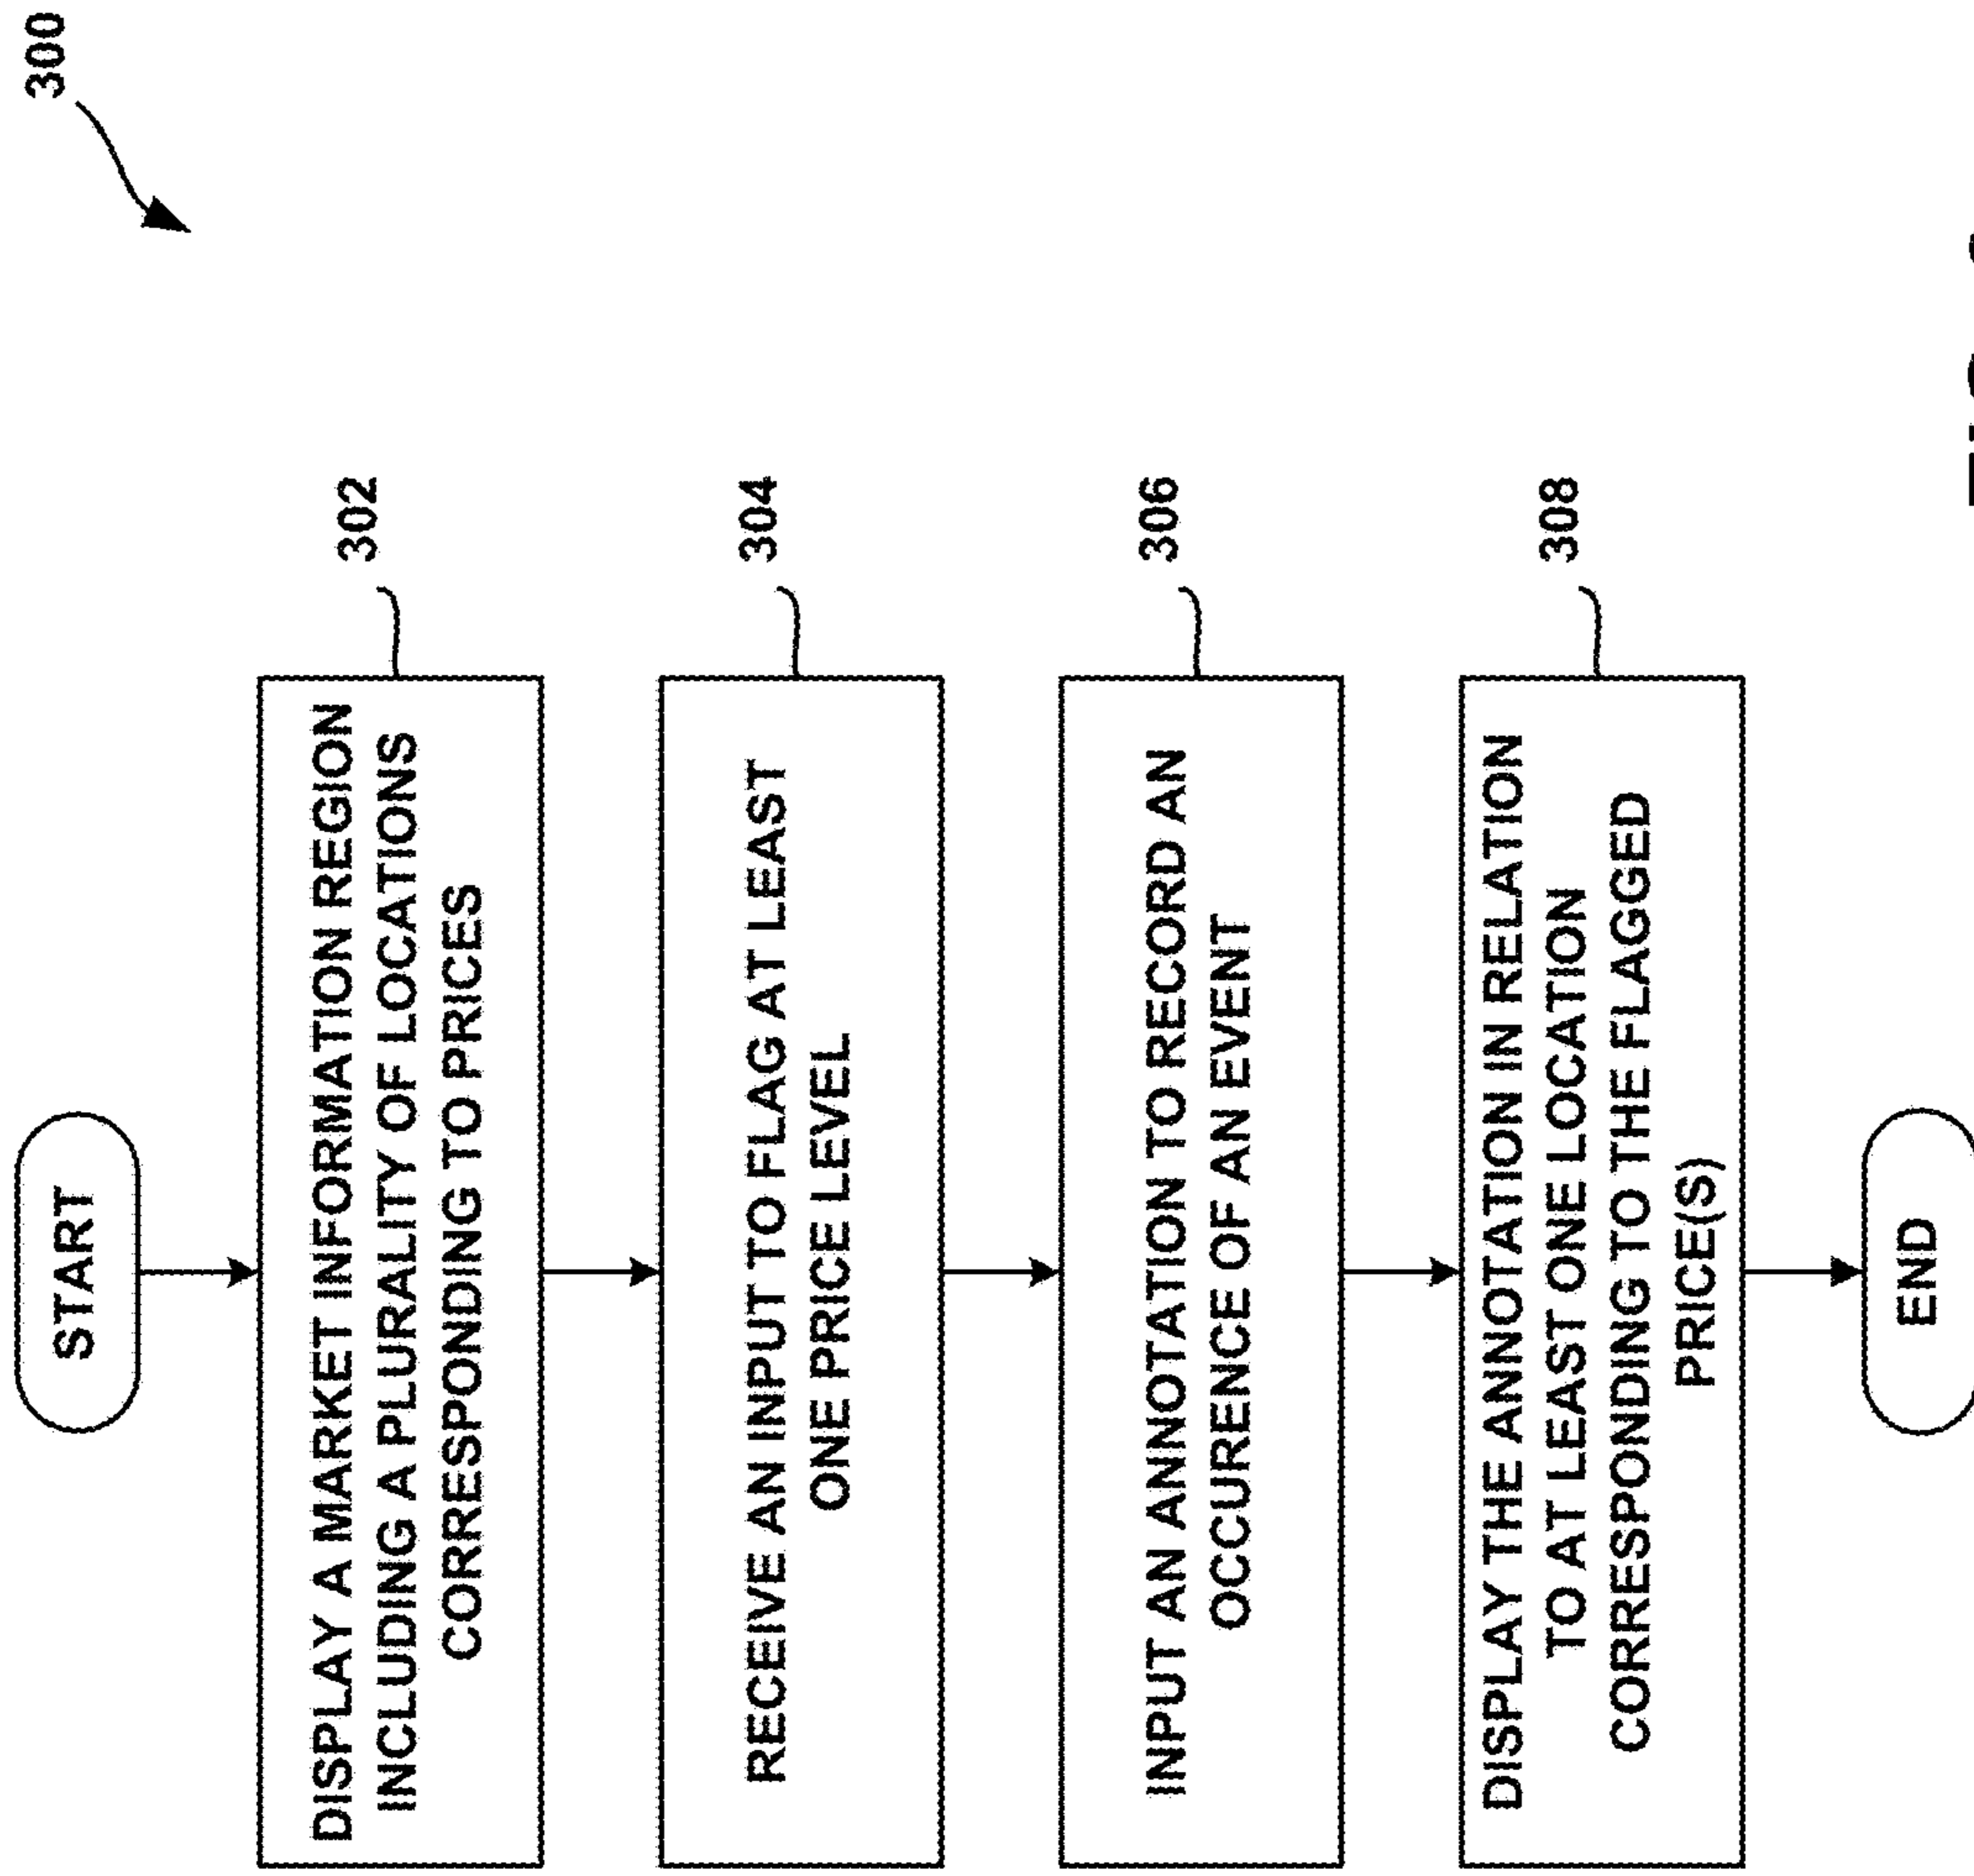 300
START
DISPLAY A MARKET INFORMATION REGION
INCLUDING A PLURALITY OF LOCATIONS
CORRESPONDING TO PRICES
302
RECEIVE AN INPUT TO FLAG AT LEAST
ONE PRICE LEVEL
304
INPUT AN ANNOTATION TO RECORD AN
OCCURENCE OF AN EVENT
306
DISPLAY THE ANNOTATION IN RELATION
TO AT LEAST ONE LOCATION
CORRESPONDING TO THE FLAGGED
PRICE(S)
308
END